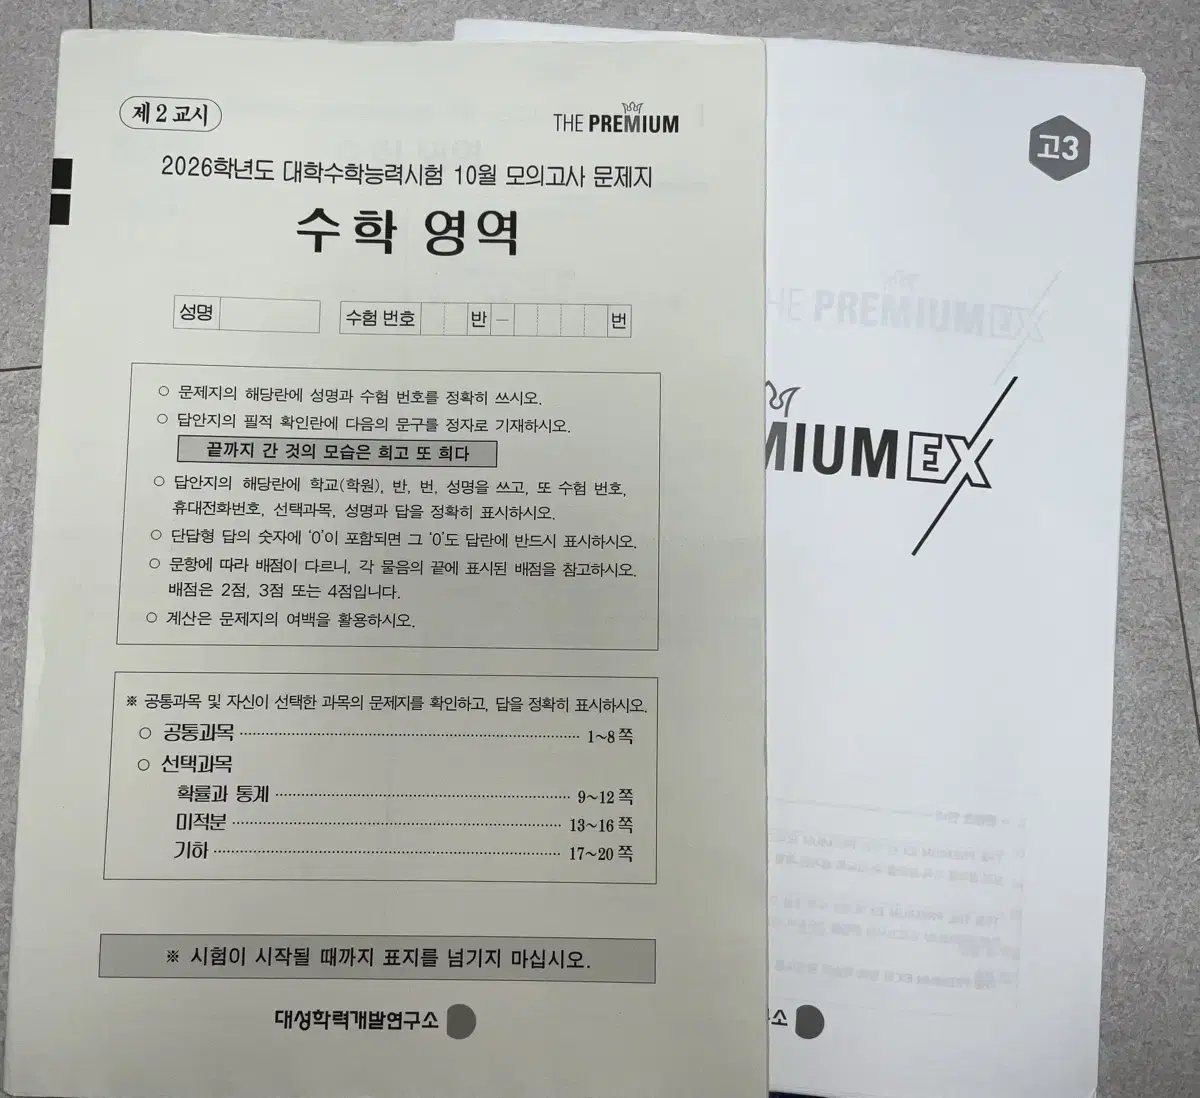 제2교시
THE PREMIUM
2026학년도 대학수학능력시험 10월 모의고사 문제지
수학 영역
성명
수험 번호 반 - 번
○ 문제지의 해당란에 성명과 수험 번호를 정확히 쓰시오.
○ 답안지의 필적 확인란에 다음의 문구를 정자로 기재하시오.
끝까지 간 것의 모습은 희고 또 희다
○ 답안지의 해당란에 학교(학원), 반, 번, 성명을 쓰고, 또 수험 번호,
휴대전화번호, 선택과목, 성명과 답을 정확히 표시하시오.
○ 단답형 답의 숫자에 ‘0’이 포함되면 그 ‘0’도 답란에 반드시 표시하시오.
○ 문항에 따라 배점이 다르니, 각 물음의 끝에 표시된 배점을 참고하시오.
배점은 2점, 3점 또는 4점입니다.
○ 계산은 문제지의 여백을 활용하시오.
※ 공통과목 및 자신이 선택한 과목의 문제지를 확인하고, 답을 정확히 표시하시오.
○ 공통과목 1~8쪽
○ 선택과목
확률과 통계 9~12쪽
미적분 13~16쪽
기하 17~20쪽
※ 시험이 시작될 때까지 표지를 넘기지 마십시오.
대성학력개발연구소
고3
THE PREMIUM EX
MIUM EX
소